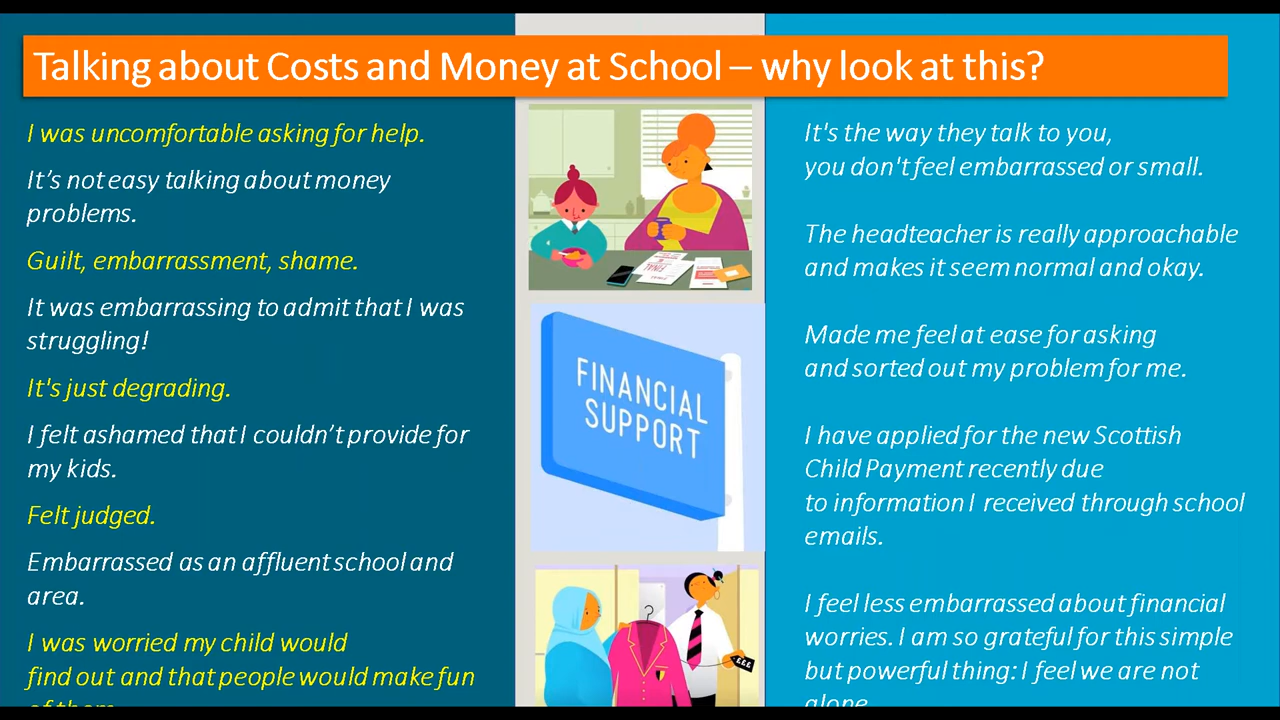 Talking about Costs and Money at School – why look at this?
I was uncomfortable asking for help.
It’s not easy talking about money
problems.
Guilt, embarrassment, shame.
It was embarrassing to admit that I was
struggling!
It's just degrading.
I felt ashamed that I couldn’t provide for
my kids.
Felt judged.
Embarrassed as an affluent school and
area.
I was worried my child would
find out and that people would make fun
of them
FINAL
FINANCIAL
SUPPORT
£££
It's the way they talk to you,
you don't feel embarrassed or small.
The headteacher is really approachable
and makes it seem normal and okay.
Made me feel at ease for asking
and sorted out my problem for me.
I have applied for the new Scottish
Child Payment recently due
to information I received through school
emails.
I feel less embarrassed about financial
worries. I am so grateful for this simple
but powerful thing: I feel we are not
alone